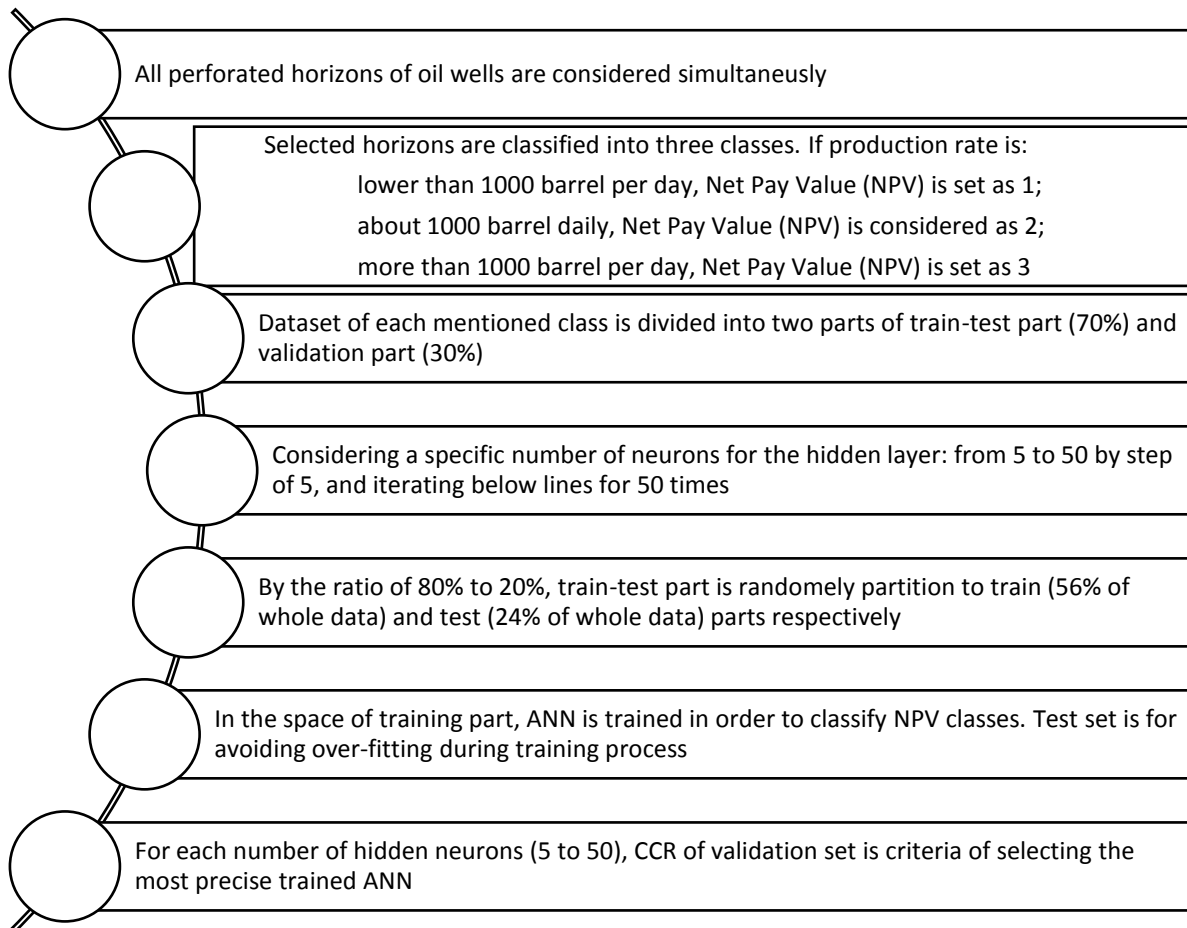 All perforated horizons of oil wells are considered simultaneusly
Selected horizons are classified into three classes. If production rate is:
lower than 1000 barrel per day, Net Pay Value (NPV) is set as 1;
about 1000 barrel daily, Net Pay Value (NPV) is considered as 2;
more than 1000 barrel per day, Net Pay Value (NPV) is set as 3
Dataset of each mentioned class is divided into two parts of train-test part (70%) and
validation part (30%)
Considering a specific number of neurons for the hidden layer: from 5 to 50 by step
of 5, and iterating below lines for 50 times
By the ratio of 80% to 20%, train-test part is randomely partition to train (56% of
whole data) and test (24% of whole data) parts respectively
In the space of training part, ANN is trained in order to classify NPV classes. Test set is for
avoiding over-fitting during training process
For each number of hidden neurons (5 to 50), CCR of validation set is criteria of selecting the
most precise trained ANN